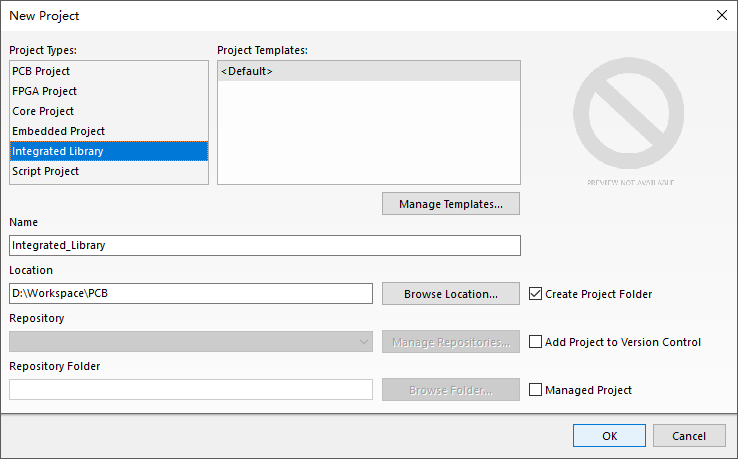 New Project
Project Types:
Project Templates:
PCB Project
FPGA Project
Core Project
Embedded Project
Integrated Library
Script Project
<Default>
PREVIEW NOT AVAILABLE
Manage Templates...
Name
Integrated_Library
Location
D:\Workspace\PCB
Browse Location...
Create Project Folder
Repository
Manage Repositories...
Add Project to Version Control
Repository Folder
Browse Folder...
Managed Project
OK
Cancel